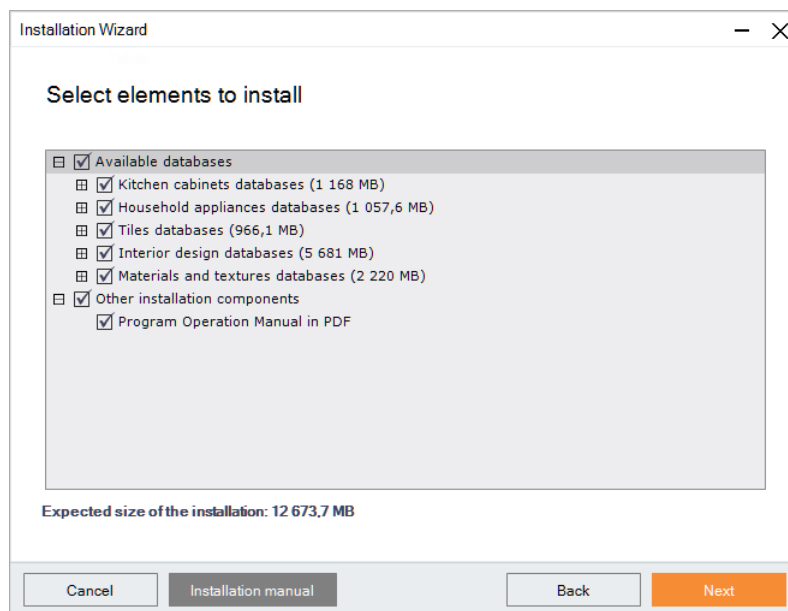 Installation Wizard
Select elements to install
Available databases
Kitchen cabinets databases (1 168 MB)
Household appliances databases (1 057,6 MB)
Tiles databases (966,1 MB)
Interior design databases (5 681 MB)
Materials and textures databases (2 220 MB)
Other installation components
Program Operation Manual in PDF
Expected size of the installation: 12 673,7 MB
Cancel Installation manual Back Next